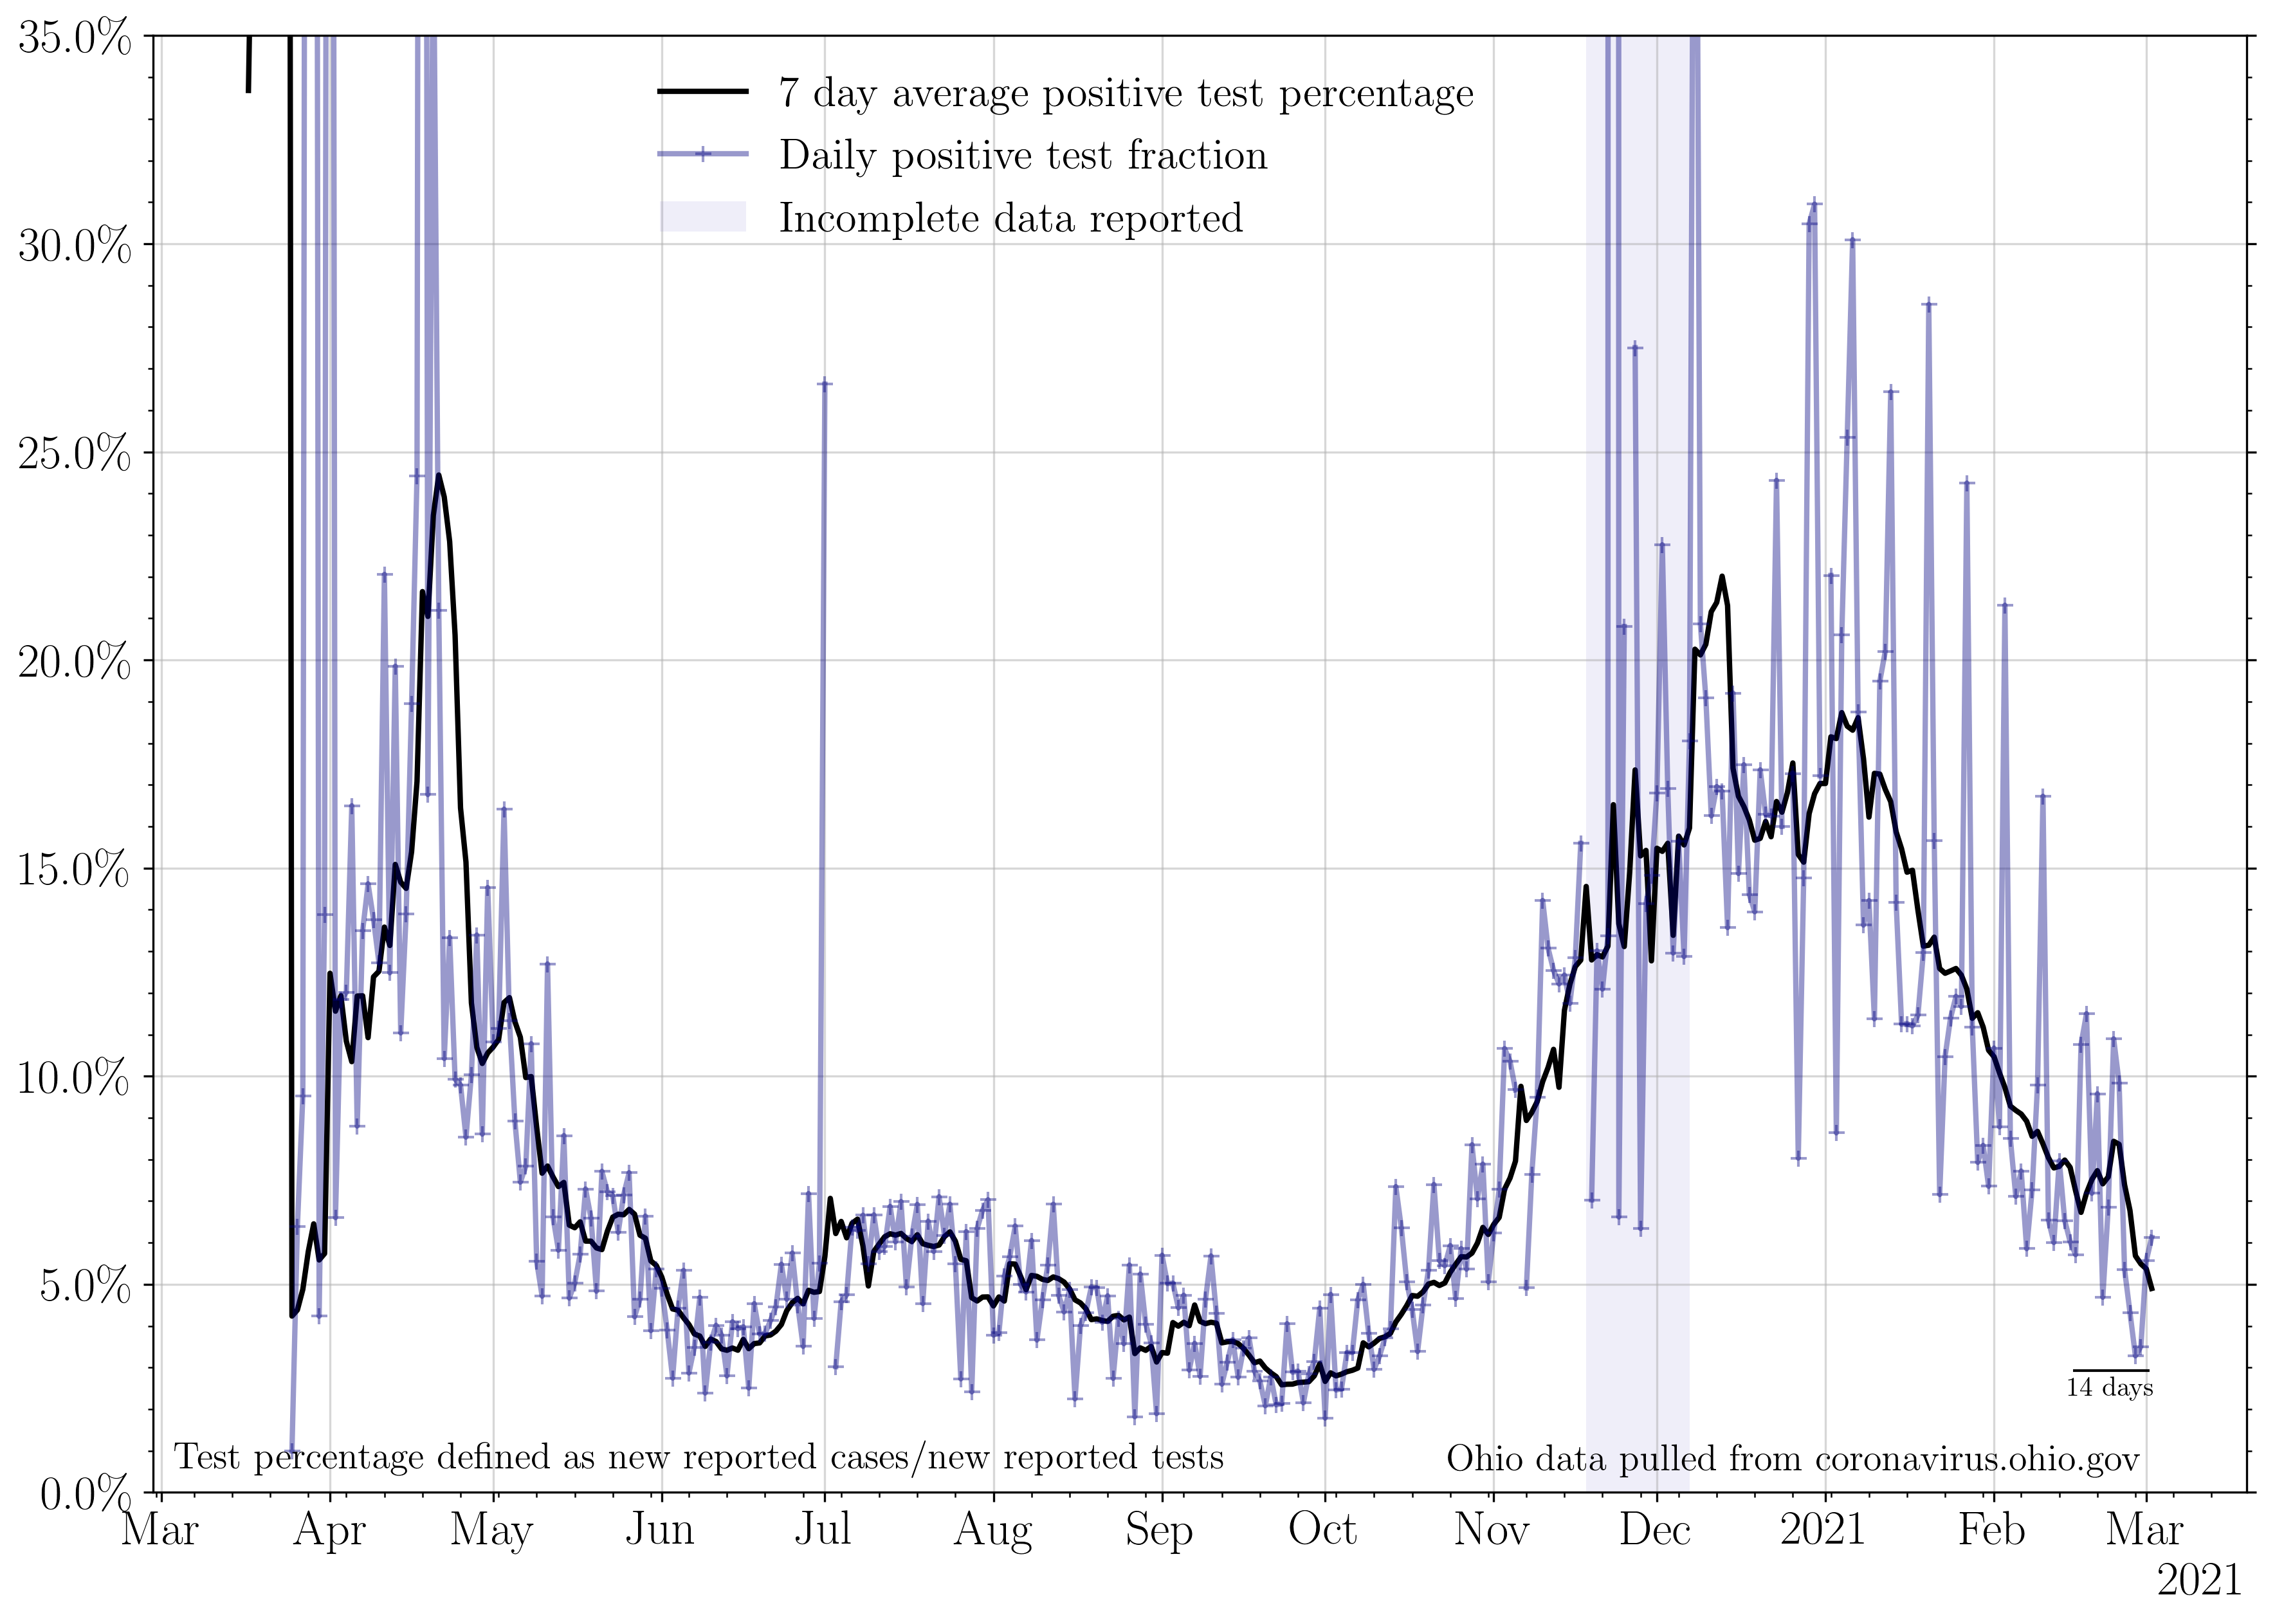 35.0%
30.0%
25.0%
20.0%
15.0%
10.0%
5.0%
0.0%
7 day average positive test percentage
Daily positive test fraction
Incomplete data reported
14 days
Test percentage defined as new reported cases/new reported tests
Ohio data pulled from coronavirus.ohio.gov
Mar Apr May Jun Jul Aug Sep Oct Nov Dec 2021 Feb Mar
2021